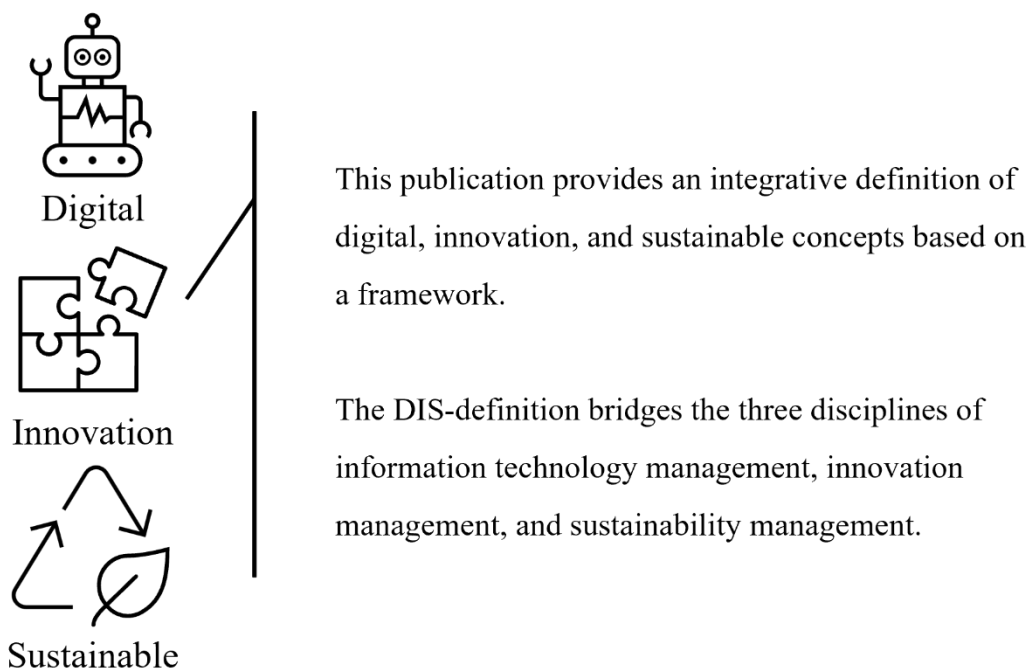 Digital
Innovation
Sustainable
This publication provides an integrative definition of
digital, innovation, and sustainable concepts based on
a framework.
The DIS-definition bridges the three disciplines of
information technology management, innovation
management, and sustainability management.